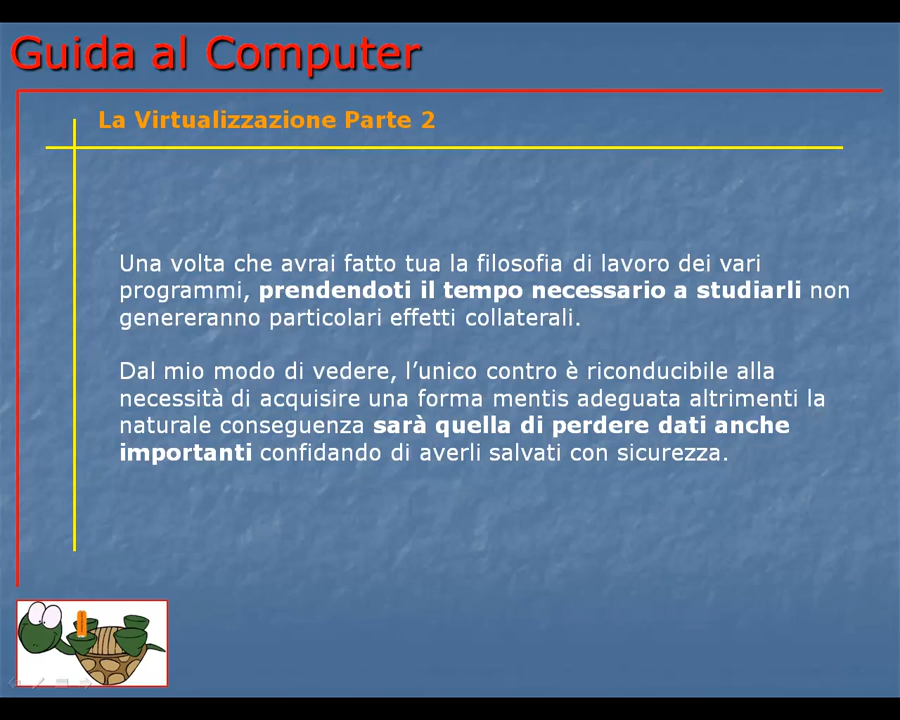 Guida al Computer
La Virtualizzazione Parte 2
Una volta che avrai fatto tua la filosofia di lavoro dei vari
programmi, prendendoti il tempo necessario a studiarli non
genereranno particolari effetti collaterali.
Dal mio modo di vedere, l’unico contro è riconducibile alla
necessità di acquisire una forma mentis adeguata altrimenti la
naturale conseguenza sarà quella di perdere dati anche
importanti confidando di averli salvati con sicurezza.